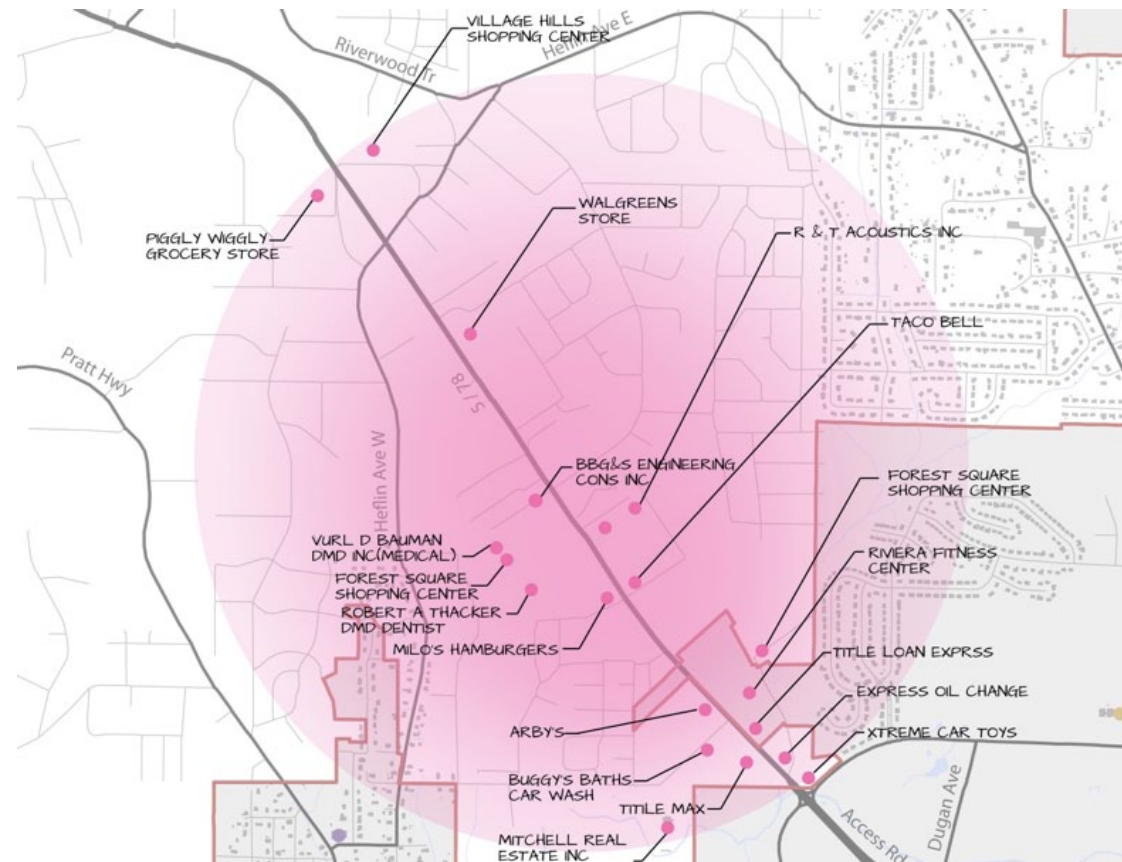 VILLAGE HILLS
SHOPPING CENTER
Riverwood Tr
Heflin Ave E
WALGREENS
STORE
R & T ACOUSTICS INC
PIGGLY WIGGLY
GROCERY STORE
TACO BELL
Pratt Hwy
S / 78
BBG&S ENGINEERING
CONS INC
FOREST SQUARE
SHOPPING CENTER
Heflin Ave W
VURL D BAUMAN
DMD INC(MEDICAL)
RIVIERA FITNESS
CENTER
FOREST SQUARE
SHOPPING CENTER
ROBERT A THACKER
DMD DENTIST
MILO'S HAMBURGERS
TITLE LOAN EXPRSS
EXPRESS OIL CHANGE
ARBY'S
XTREME CAR TOYS
BUGGY'S BATHS
CAR WASH
TITILE MAX
Dugan Ave
Access Rd
MITCHELL REAL
ESTATE INC